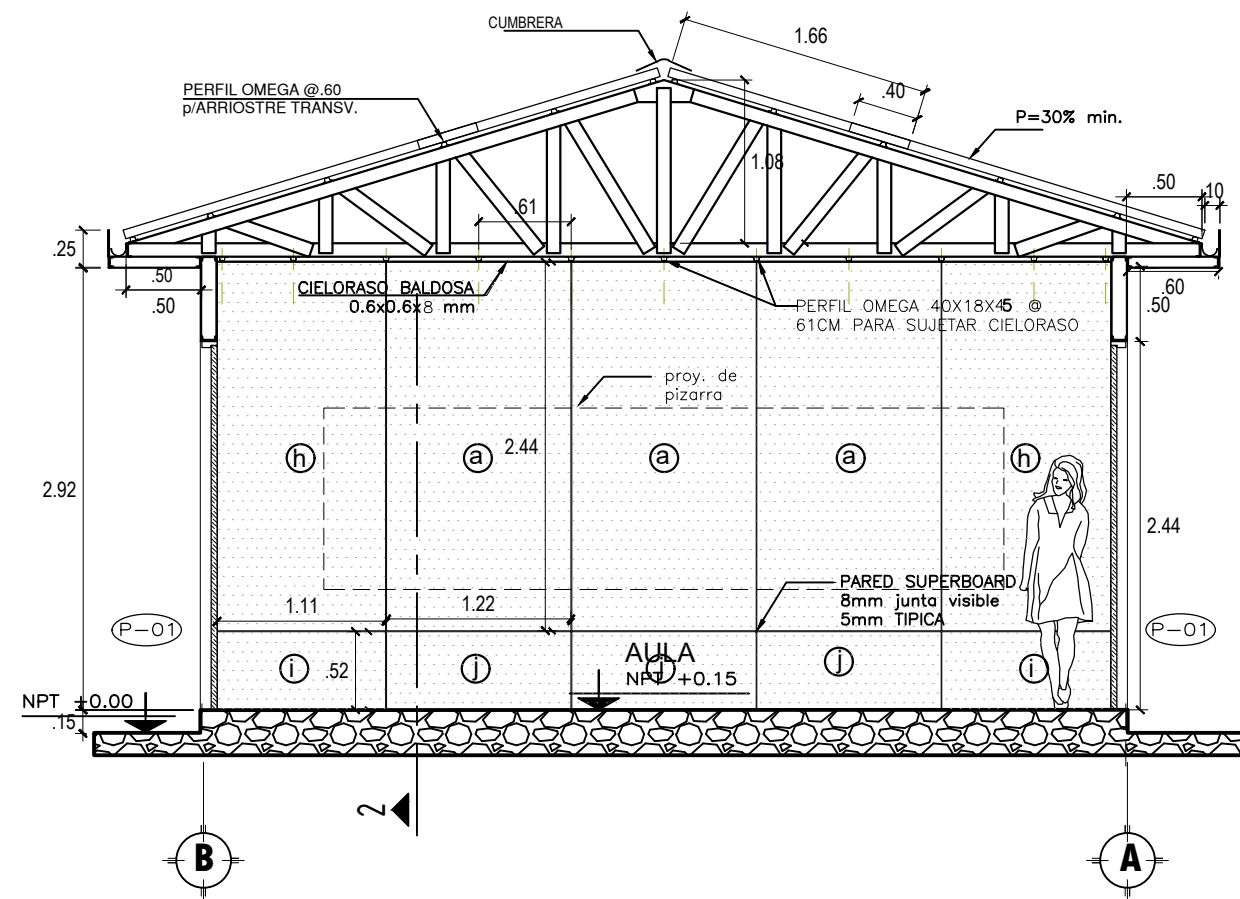 CUMBRERA
1.66
PERFIL OMEGA @.60
p/ARRIOSTRE TRANSV.
.40
P=30% min.
1.08
.61
.50
.10
.25
.50
.50
CIELORASO BALDOSA
0.6x0.6x8 mm
PERFIL OMEGA 40X18X45 @
61CM PARA SUJETAR CIELORASO
.60
.50
proy. de
pizarra
h
a
2.44
a
a
h
2.92
2.44
PARED SUPERBOARD
8mm junta visible
5mm TIPICA
1.11
1.22
P-01
P-01
i
.52
j
AULA
j
NPT +0.15
j
i
NPT +0.00
.15
2
B
A